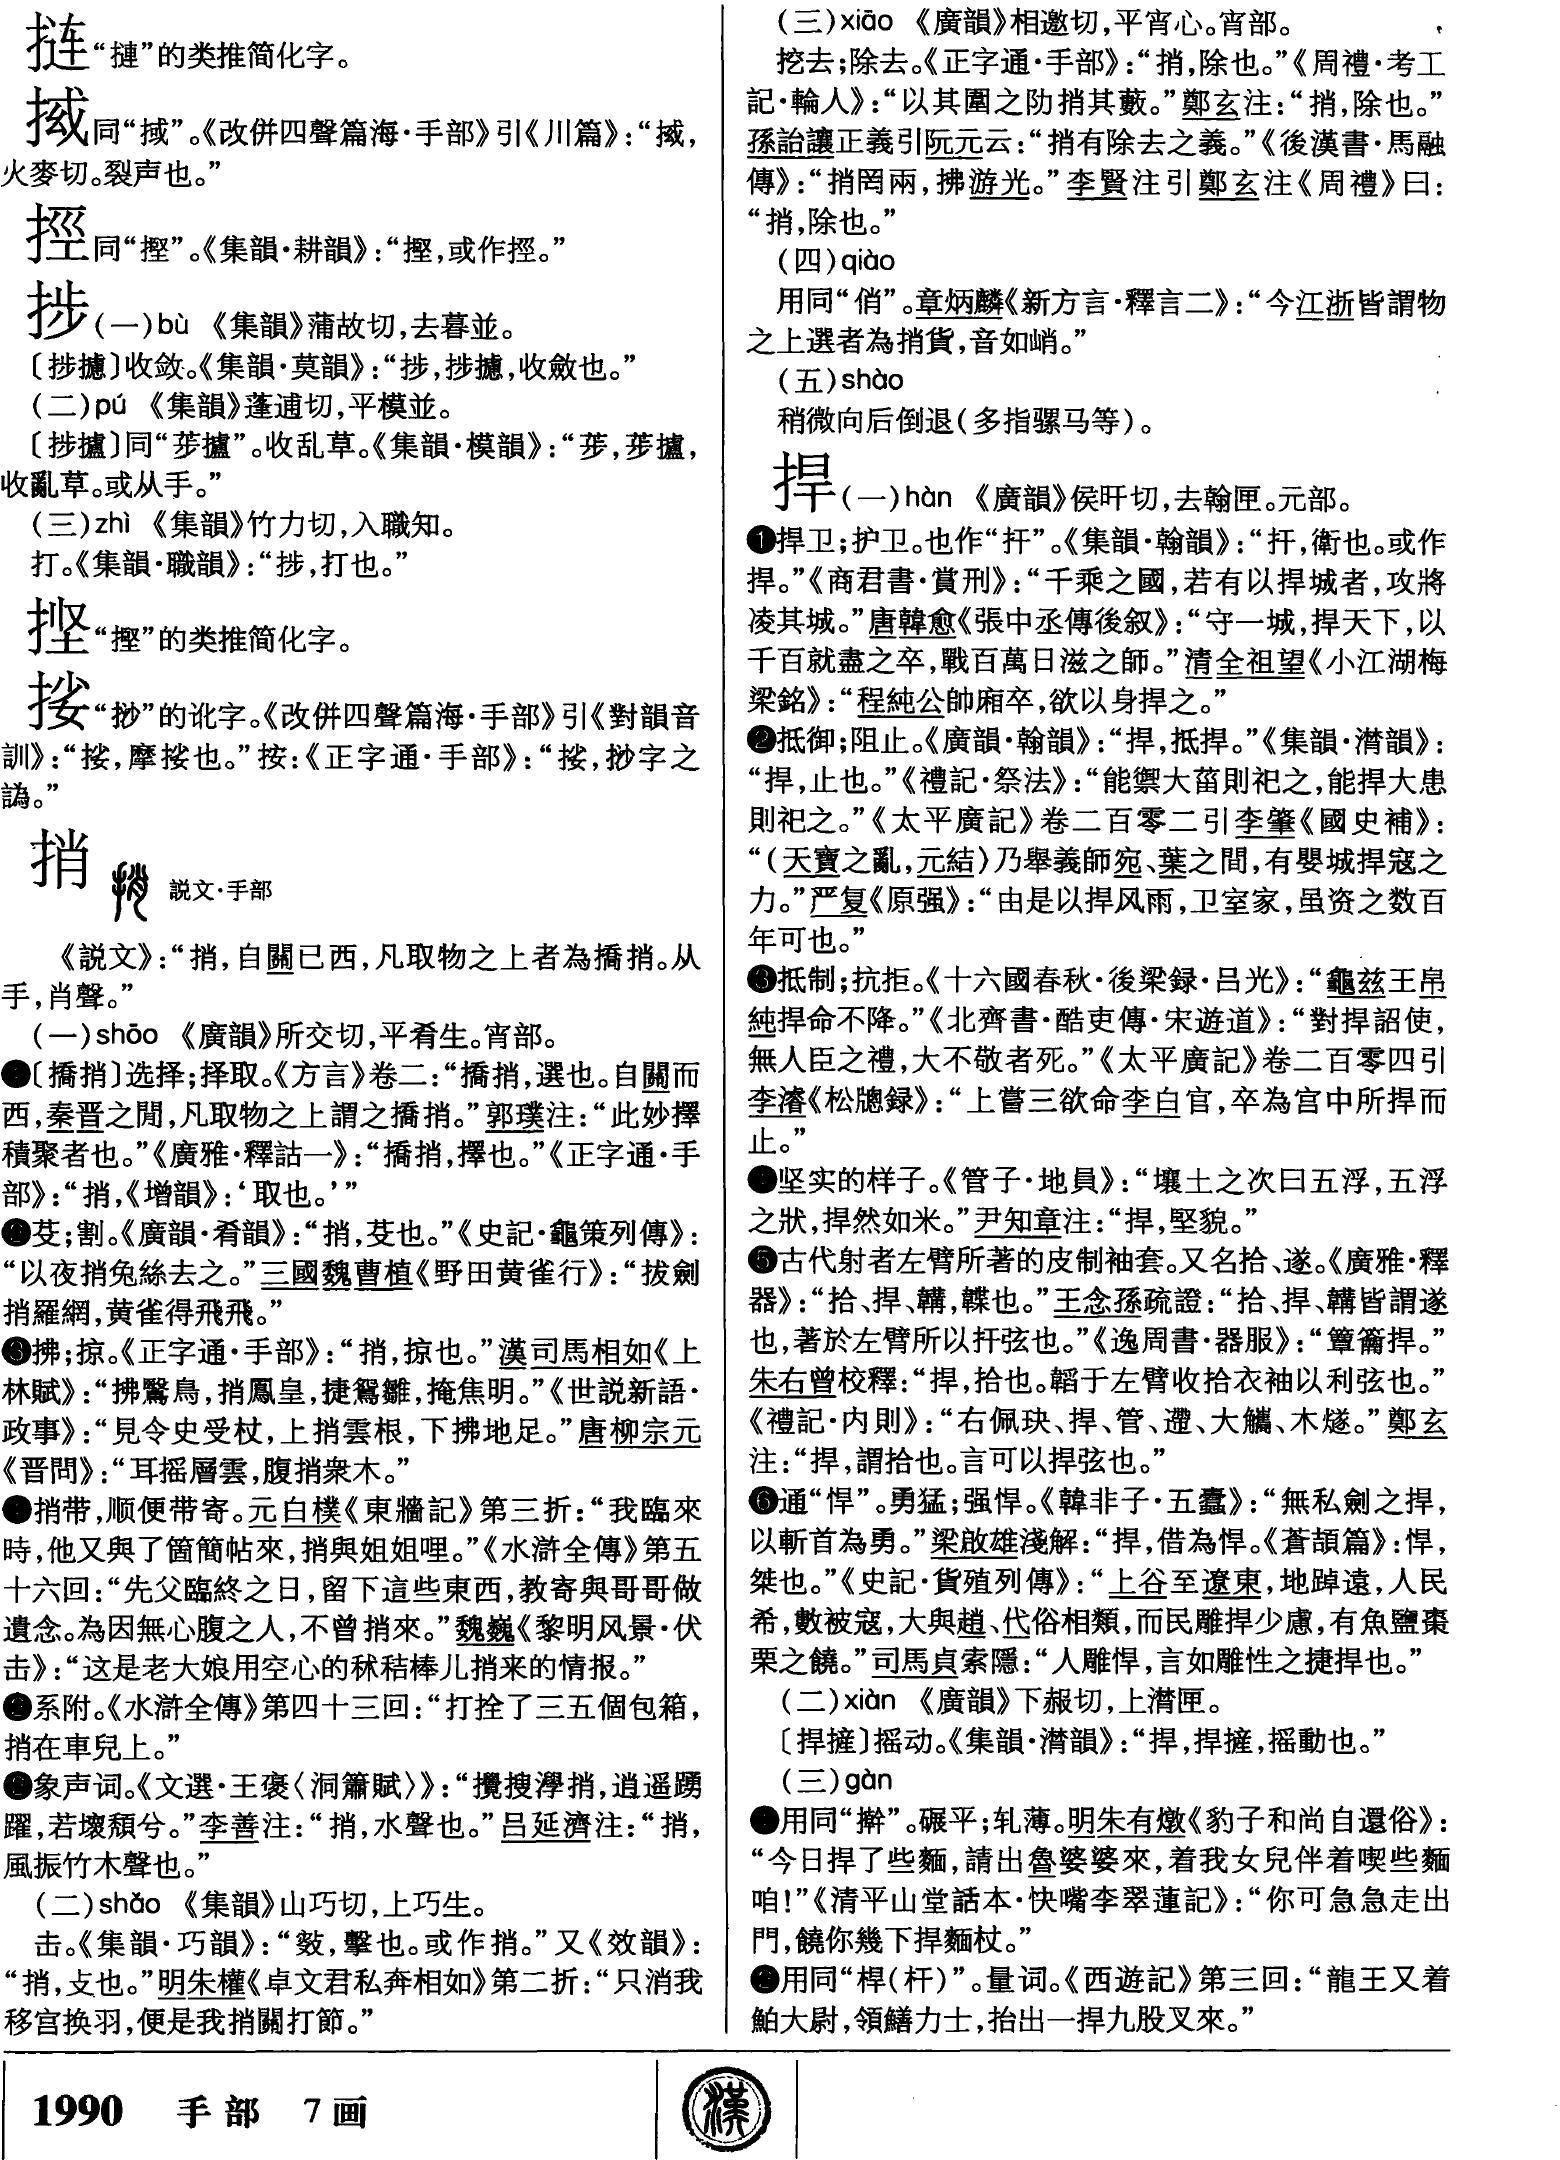 𫽤“摙”的类推简化字。
同“掝”。《改併四聲篇海·手部》引《川篇》：“
火麥切。裂声也。”
挳同“摼”。《集韻·耕韻》：“摼，或作挳。”
捗(一)bù 《集韻》蒲故切，去暮並。
〔捗攄〕收敛。《集韻·莫韻》：“捗，捗攄，收斂也。”
(二)pú 《集韻》蓬逋切，平模並。
〔捗攎〕同“荹攎”。收乱草。《集韻·模韻》：“荹，荹攎，
收亂草。或从手。”
(三)zhì 《集韻》竹力切，入職知。
打。《集韻·職韻》：“捗，打也。”
“摼”的类推简化字。
挱“挱”的讹字。《改併四聲篇海·手部》引《對韻音
訓》：“，摩也。”按：《正字通·手部》：“，挱字之
譌。”
捎 説文·手部
《説文》：“捎，自關已西，凡取物之上者為撟捎。从
手，肖聲。”
(一)shāo 《廣韻》所交切，平肴生。宵部。
❶〔撟捎〕选择；择取。《方言》卷二：“撟捎，選也。自關而
西，秦晋之閒，凡取物之上謂之撟捎。”郭璞注：“此妙擇
積聚者也。”《廣雅·釋詁一》：“撟捎，擇也。”《正字通·手
部》：“捎，《增韻》：‘取也。’”
❷芟；割。《廣韻·肴韻》：“捎，芟也。”《史記·龜策列傳》：
“以夜捎兔絲去之。”三國魏曹植《野田黄雀行》：“拔劍
捎羅網，黄雀得飛飛。”
❸拂；掠。《正字通·手部》：“捎，掠也。”漢司馬相如《上
林賦》：“拂鷖鳥，捎鳳皇，捷鴛雛，掩焦明。”《世説新語·
政事》：“見令史受杖，上捎雲根，下拂地足。”唐柳宗元
《晋問》：“耳摇層雲，腹捎衆木。”
❹捎带，顺便带寄。元白樸《東牆記》第三折：“我臨來
時，他又與了箇簡帖來，捎與姐姐哩。”《水滸全傳》第五
十六回：“先父臨終之日，留下這些東西，教寄與哥哥做
遺念。為因無心腹之人，不曾捎來。”魏巍《黎明风景·伏
击》：“这是老大娘用空心的秫秸棒儿捎来的情报。”
❺系附。《水滸全傳》第四十三回：“打拴了三五個包箱，
捎在車兒上。”
❻象声词。《文選·王褒〈洞簫賦〉》：“攪搜㶅捎，逍遥踴
躍，若壞頹兮。”李善注：“捎，水聲也。”吕延濟注：“捎，
風振竹木聲也。”
(二)shǎo 《集韻》山巧切，上巧生。
击。《集韻·巧韻》：“㪢，擊也。或作捎。”又《效韻》：
“捎，攴也。”明朱權《卓文君私奔相如》第二折：“只消我
移宫换羽，便是我捎關打節。”
(三)xiāo 《廣韻》相邀切，平宵心。宵部。
挖去；除去。《正字通·手部》：“捎，除也。”《周禮·考工
記·輪人》：“以其圍之阞捎其藪。”鄭玄注：“捎，除也。”
孫詒讓正義引阮元云：“捎有除去之義。”《後漢書·馬融
傳》：“捎罔兩，拂游光。”李賢注引鄭玄注《周禮》曰：
“捎，除也。”
(四)qiào
用同“俏”。章炳麟《新方言·釋言二》：“今江浙皆謂物
之上選者為捎貨，音如峭。”
(五)shào
稍微向后倒退（多指骡马等）。
捍(一)hàn 《廣韻》侯旰切，去翰匣。元部。
❶捍卫；护卫。也作“扞”。《集韻·翰韻》：“扞，衛也。或作
捍。”《商君書·賞刑》：“千乘之國，若有以捍城者，攻將
凌其城。”唐韓愈《張中丞傳後叙》：“守一城，捍天下，以
千百就盡之卒，戰百萬日滋之師。”清全祖望《小江湖梅
梁銘》：“程純公帥廂卒，欲以身捍之。”
❷抵御；阻止。《廣韻·翰韻》：“捍，抵捍。”《集韻·潸韻》：
“捍，止也。”《禮記·祭法》：“能禦大菑則祀之，能捍大患
則祀之。”《太平廣記》卷二百零二引李肇《國史補》：
“（天寶之亂，元結）乃舉義師宛、葉之間，有嬰城捍寇之
力。”严复《原强》：“由是以捍风雨，卫室家，虽资之数百
年可也。”
❸抵制；抗拒。《十六國春秋·後梁録·吕光》：“龜兹王帛
純捍命不降。”《北齊書·酷吏傳·宋遊道》：“對捍詔使，
無人臣之禮，大不敬者死。”《太平廣記》卷二百零四引
李濬《松牕録》：“上嘗三欲命李白官，卒為宫中所捍而
止。”
❹坚实的样子。《管子·地員》：“壤土之次曰五浮，五浮
之狀，捍然如米。”尹知章注：“捍，堅貌。”
❺古代射者左臂所著的皮制袖套。又名拾、遂。《廣雅·釋
器》：“拾、捍、韝，韘也。”王念孫疏證：“拾、捍、韝皆謂遂
也，著於左臂所以扞弦也。”《逸周書·器服》：“簟籥捍。”
朱右曾校釋：“捍，拾也。韜于左臂收拾衣袖以利弦也。”
《禮記·内則》：“右佩玦、捍、管、遰、大觿、木燧。”鄭玄
注：“捍，謂拾也。言可以捍弦也。”
❻通“悍”。勇猛；强悍。《韓非子·五蠹》：“無私劍之捍，
以斬首為勇。”梁啟雄淺解：“捍，借為悍。《蒼頡篇》：悍，
桀也。”《史記·貨殖列傳》：“上谷至遼東，地踔遠，人民
希，數被寇，大與趙、代俗相類，而民雕捍少慮，有魚鹽棗
栗之饒。”司馬貞索隱：“人雕悍，言如雕性之捷捍也。”
(二)xiàn 《廣韻》下赧切，上潸匣。
〔捍摌〕摇动。《集韻·潸韻》：“捍，捍摌，摇動也。”
(三)gǎn
❶用同“擀”。碾平；轧薄。明朱有燉《豹子和尚自還俗》：
“今日捍了些麵，請出魯婆婆來，着我女兒伴着喫些麵
咱！”《清平山堂話本·快嘴李翠蓮記》：“你可急急走出
門，饒你幾下捍麵杖。”
❷用同“桿（杆）”。量词。《西遊記》第三回：“龍王又着
鮊大尉，領鱔力士，抬出一捍九股叉來。”
1990 手部 7画
漢